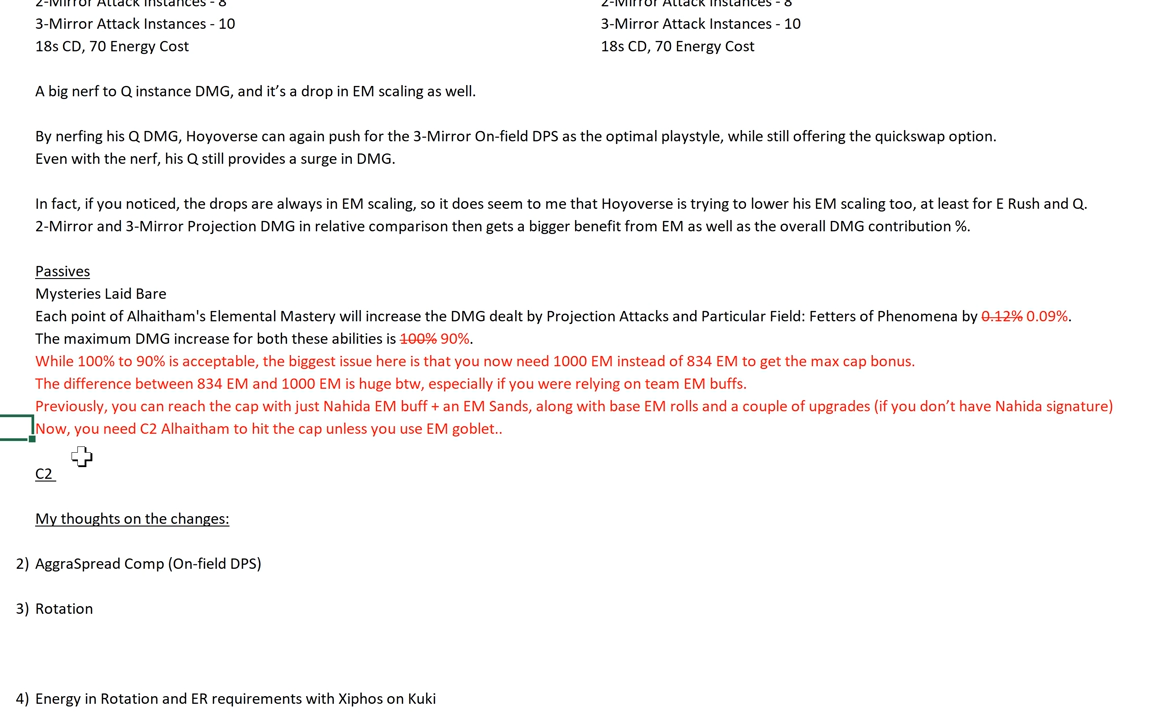 2-Mirror Attack Instances - 8
2-Mirror Attack Instances - 8
3-Mirror Attack Instances - 10
3-Mirror Attack Instances - 10
18s CD, 70 Energy Cost
18s CD, 70 Energy Cost
A big nerf to Q instance DMG, and it’s a drop in EM scaling as well.
By nerfing his Q DMG, Hoyoverse can again push for the 3-Mirror On-field DPS as the optimal playstyle, while still offering the quickswap option.
Even with the nerf, his Q still provides a surge in DMG.
In fact, if you noticed, the drops are always in EM scaling, so it does seem to me that Hoyoverse is trying to lower his EM scaling too, at least for E Rush and Q.
2-Mirror and 3-Mirror Projection DMG in relative comparison then gets a bigger benefit from EM as well as the overall DMG contribution %.
Passives
Mysteries Laid Bare
Each point of Alhaitham's Elemental Mastery will increase the DMG dealt by Projection Attacks and Particular Field: Fetters of Phenomena by 0.12% 0.09%.
The maximum DMG increase for both these abilities is 100% 90%.
While 100% to 90% is acceptable, the biggest issue here is that you now need 1000 EM instead of 834 EM to get the max cap bonus.
The difference between 834 EM and 1000 EM is huge btw, especially if you were relying on team EM buffs.
Previously, you can reach the cap with just Nahida EM buff + an EM Sands, along with base EM rolls and a couple of upgrades (if you don’t have Nahida signature)
Now, you need C2 Alhaitham to hit the cap unless you use EM goblet..
C2
My thoughts on the changes:
2) AggraSpread Comp (On-field DPS)
3) Rotation
4) Energy in Rotation and ER requirements with Xiphos on Kuki